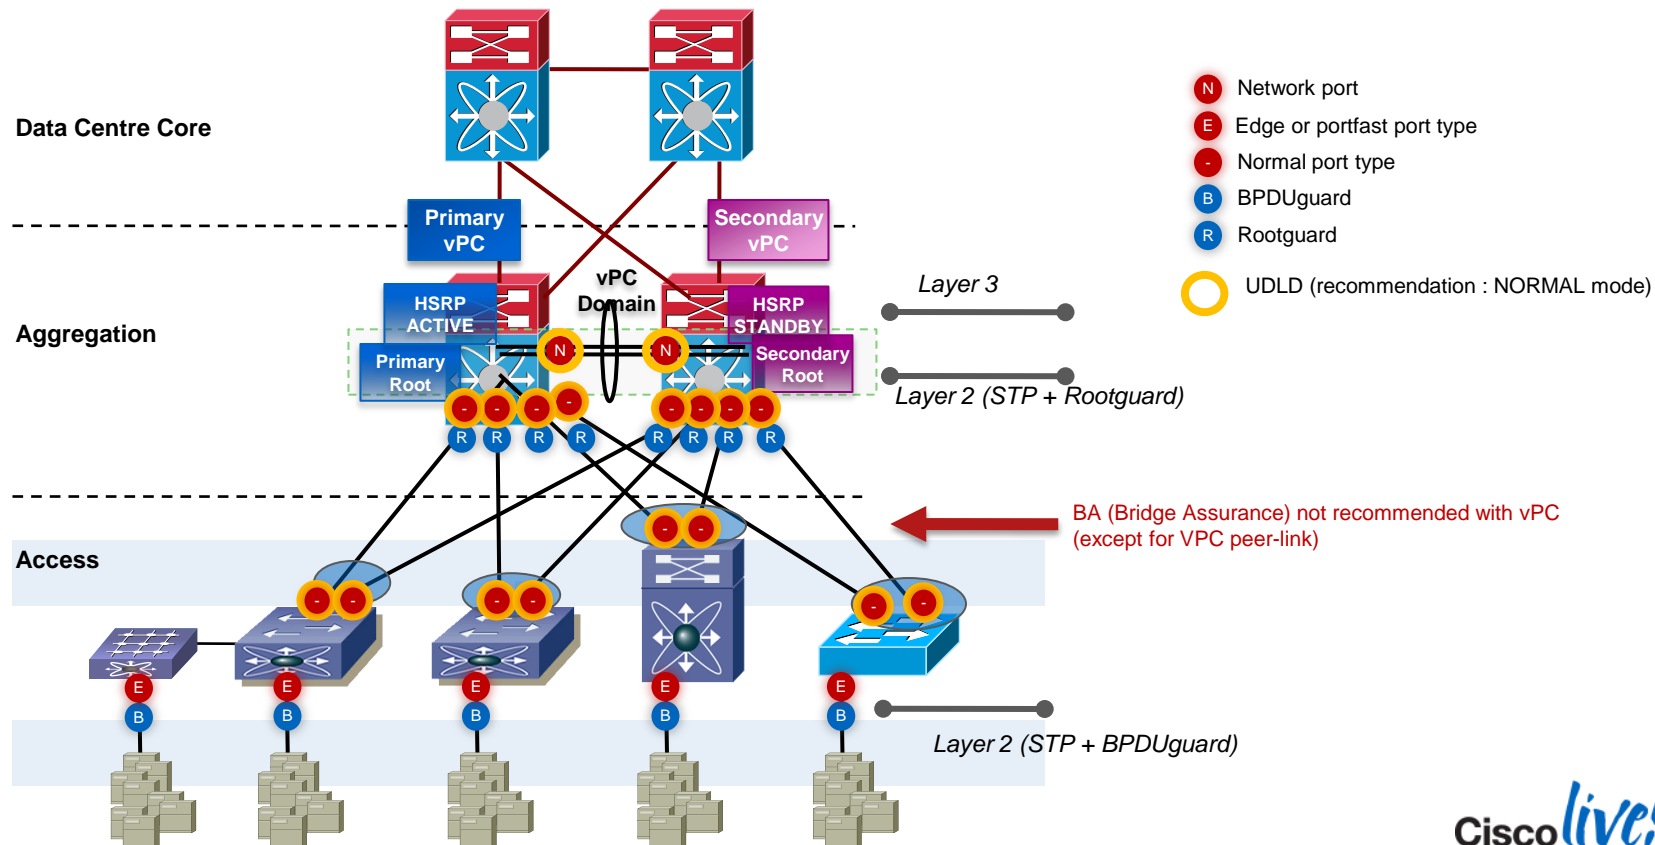 Data Centre Core
N Network port
E Edge or portfast port type
- Normal port type
B BPDUguard
R Rootguard
UDLD (recommendation : NORMAL mode)
Primary
vPC
Secondary
vPC
vPC
Domain
HSRP
ACTIVE
HSRP
STANDBY
Layer 3
Aggregation
Primary
Root
N N
Secondary
Root
Layer 2 (STP + Rootguard)
- - - - - - - -
R R R R R R R R
BA (Bridge Assurance) not recommended with vPC
(except for VPC peer-link)
- -
Access
- - - - - -
E E E E E
B B B B B
Layer 2 (STP + BPDUguard)
Cisco live!